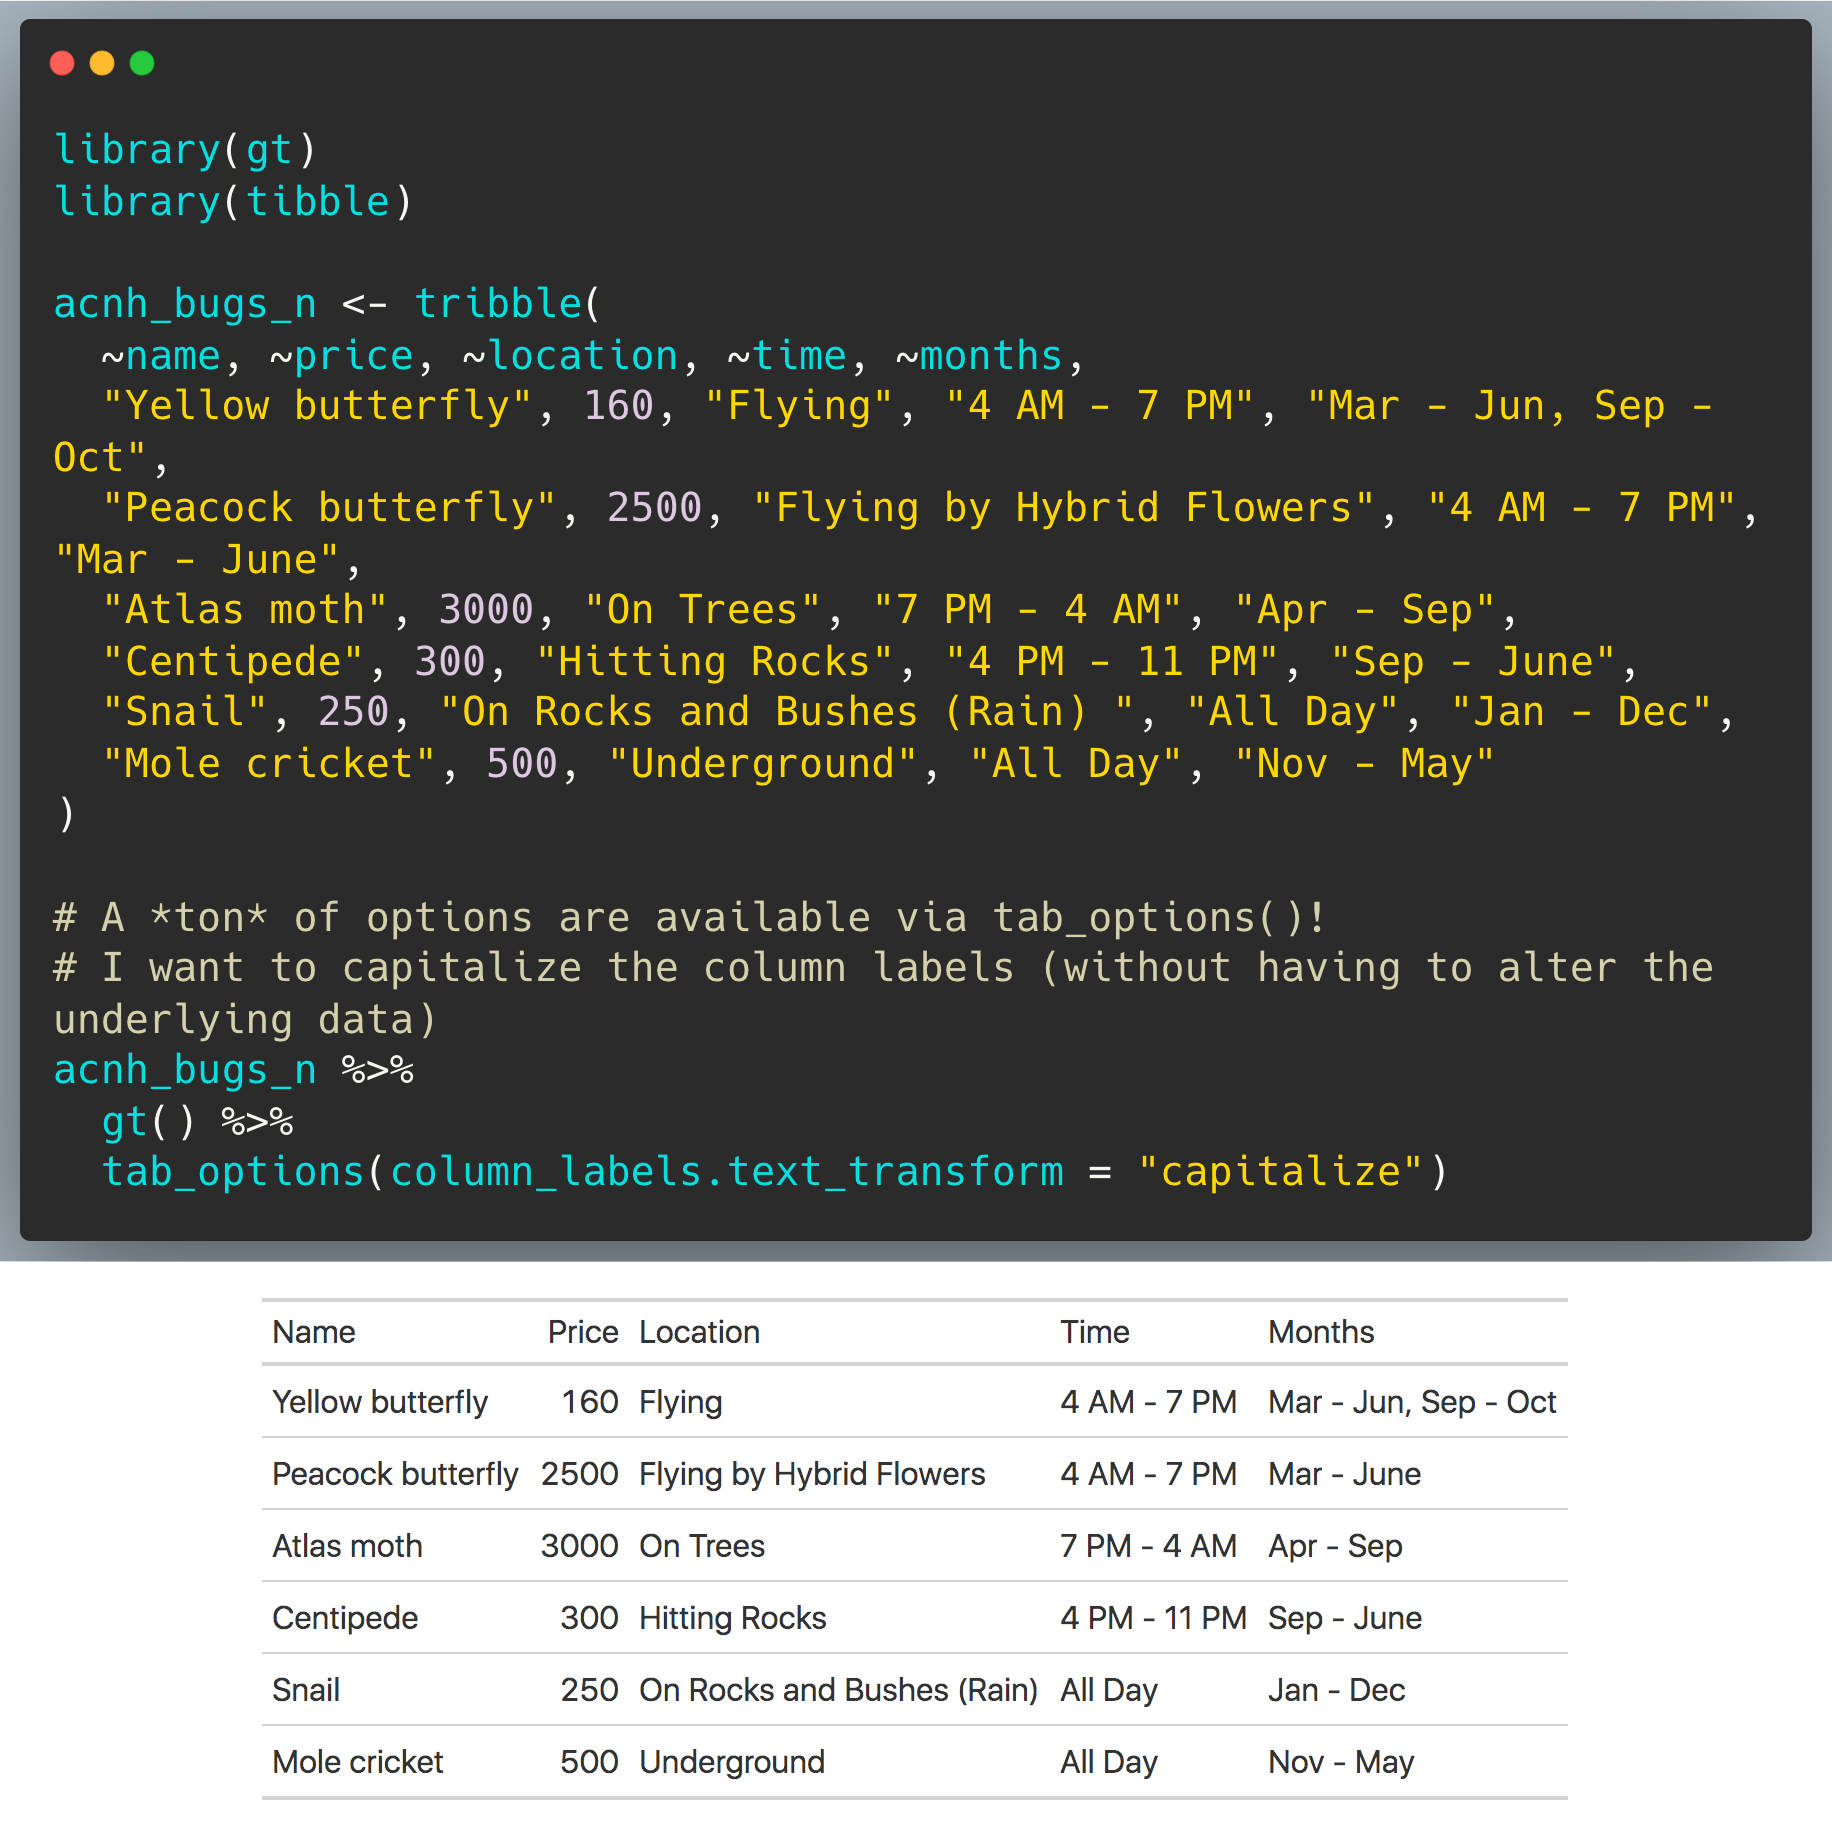 library(gt)
library(tibble)
acnh_bugs_n <- tribble(
  ~name, ~price, ~location, ~time, ~months,
  "Yellow butterfly", 160, "Flying", "4 AM - 7 PM", "Mar - Jun, Sep -
Oct",
  "Peacock butterfly", 2500, "Flying by Hybrid Flowers", "4 AM - 7 PM",
"Mar - June",
  "Atlas moth", 3000, "On Trees", "7 PM - 4 AM", "Apr - Sep",
  "Centipede", 300, "Hitting Rocks", "4 PM - 11 PM", "Sep - June",
  "Snail", 250, "On Rocks and Bushes (Rain) ", "All Day", "Jan - Dec",
  "Mole cricket", 500, "Underground", "All Day", "Nov - May"
)
# A *ton* of options are available via tab_options()!
# I want to capitalize the column labels (without having to alter the
underlying data)
acnh_bugs_n %>%
  gt() %>%
  tab_options(column_labels.text_transform = "capitalize")
Name Price Location Time Months
Yellow butterfly 160 Flying 4 AM - 7 PM Mar - Jun, Sep - Oct
Peacock butterfly 2500 Flying by Hybrid Flowers 4 AM - 7 PM Mar - June
Atlas moth 3000 On Trees 7 PM - 4 AM Apr - Sep
Centipede 300 Hitting Rocks 4 PM - 11 PM Sep - June
Snail 250 On Rocks and Bushes (Rain) All Day Jan - Dec
Mole cricket 500 Underground All Day Nov - May